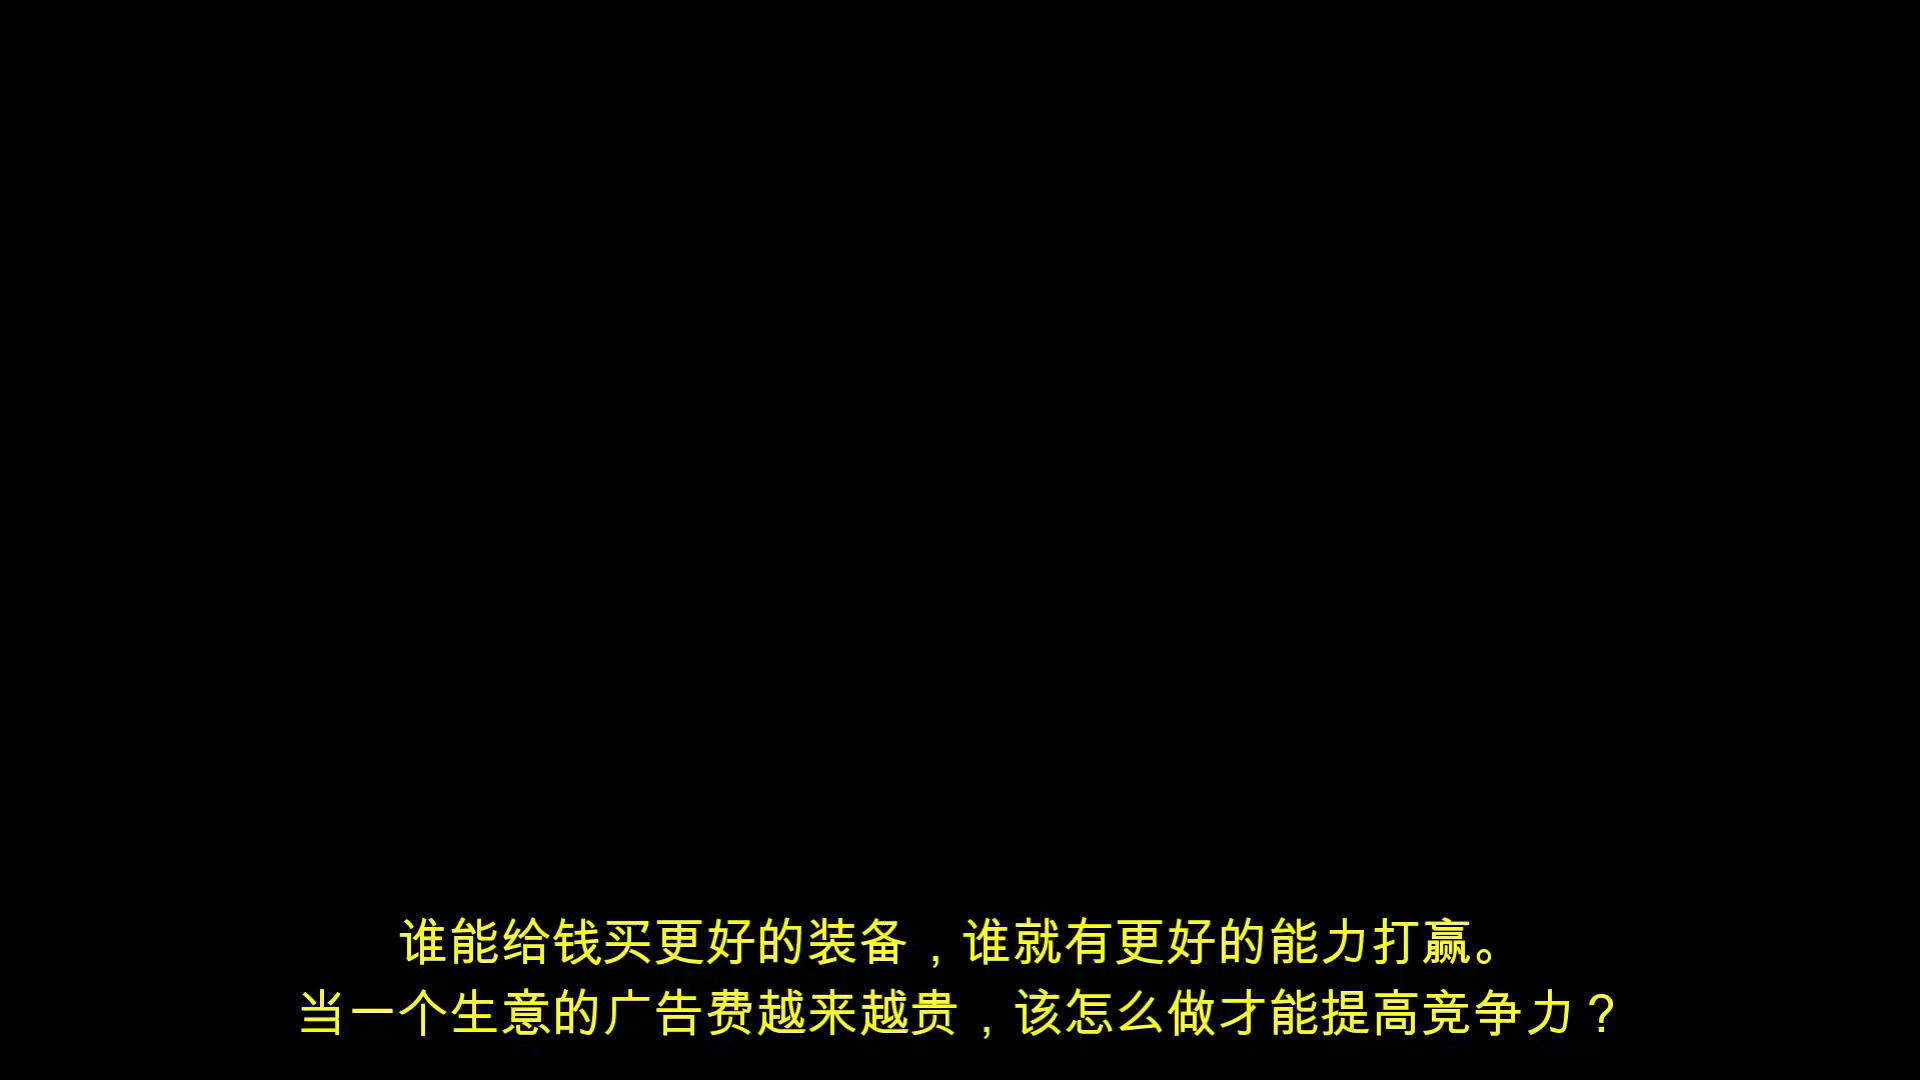 谁能给钱买更好的装备，谁就有更好的能力打赢。
当一个生意的广告费越来越贵，该怎么做才能提高竞争力？